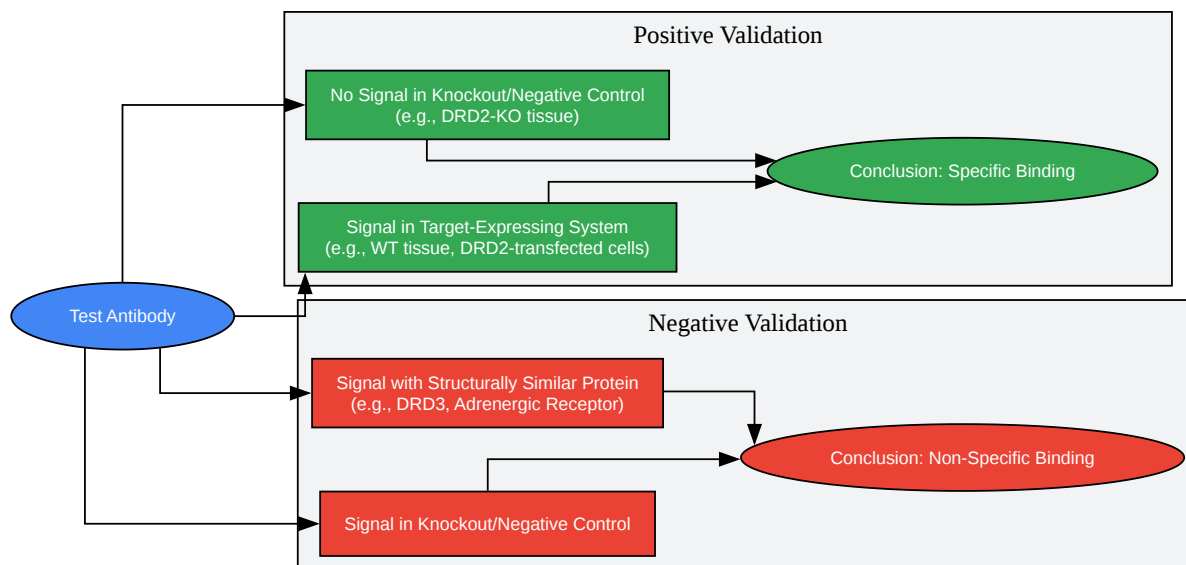 Positive Validation
No Signal in Knockout/Negative Control
(e.g., DRD2-KO tissue)
Conclusion: Specific Binding
Signal in Target-Expressing System
(e.g., WT tissue, DRD2-transfected cells)
Test Antibody
Negative Validation
Signal with Structurally Similar Protein
(e.g., DRD3, Adrenergic Receptor)
Conclusion: Non-Specific Binding
Signal in Knockout/Negative Control